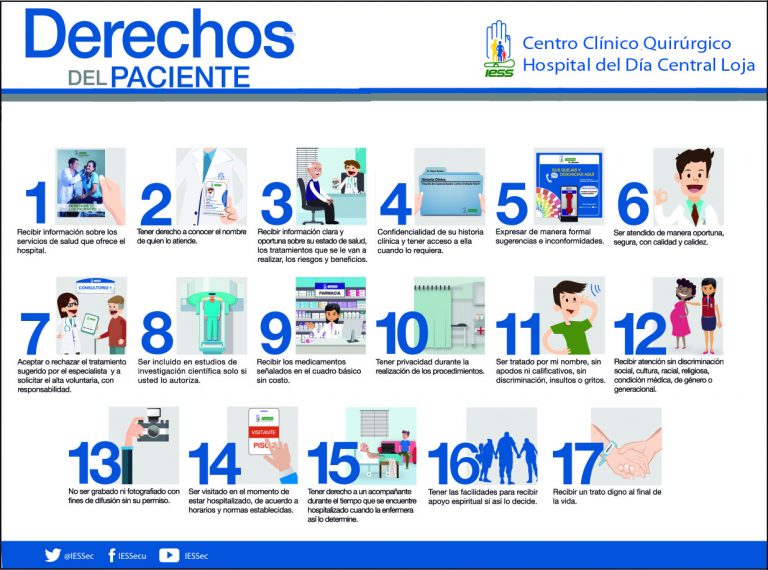 Derechos
DEL PACIENTE
iess
Centro Clínico Quirúrgico
Hospital del Día Central Loja
1
Recibir información sobre los
servicios de salud que ofrece el
hospital.
2
Tener derecho a conocer el nombre
de quien lo atiende.
3
Recibir información clara y
oportuna sobre su estado de salud,
los tratamientos que se le van a
realizar, los riesgos y beneficios.
4
Historia Clínica
Confidencialidad de su historia
clínica y tener acceso a ella
cuando lo requiera.
5
SUS QUEJAS Y
DENUNCIAS AQUÍ
Expresar de manera formal
sugerencias e inconformidades.
6
Ser atendido de manera oportuna,
segura, con calidad y calidez.
7
CONSULTORIO 1
Aceptar o rechazar el tratamiento
sugerido por el especialista y a
solicitar el alta voluntaria, con
responsabilidad.
8
Ser incluido en estudios de
investigación científica solo si
usted lo autoriza.
9
FARMACIA
Recibir los medicamentos
señalados en el cuadro básico
sin costo.
10
Tener privacidad durante la
realización de los procedimientos.
11
Ser tratado por mi nombre, sin
apodos ni calificativos, sin
discriminación, insultos o gritos.
12
Recibir atención sin discriminación
social, cultura, racial, religiosa,
condición médica, de género o
generacional.
13
No ser grabado ni fotografiado con
fines de difusión sin su permiso.
14
VISITANTE
PISO
Ser visitado en el momento de
estar hospitalizado, de acuerdo a
horarios y normas establecidas.
15
Tener derecho a un acompañante
durante el tiempo que se encuentre
hospitalizado cuando la enfermera
así lo determine.
16
Tener las facilidades para recibir
apoyo espiritual si así lo decide.
17
Recibir un trato digno al final de
la vida.
@IESSec
IESSecu
IESSec